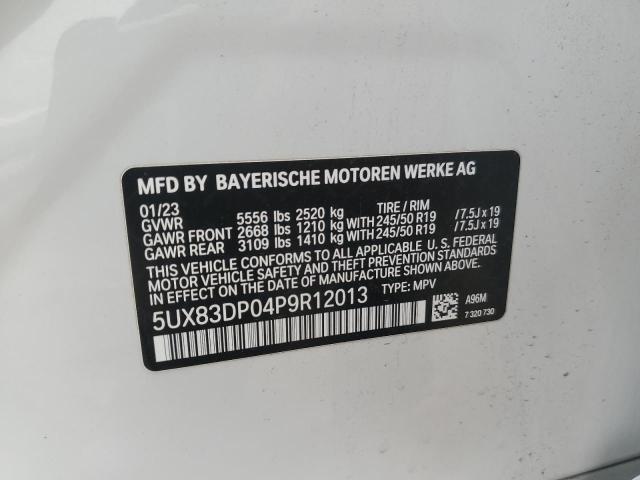 MFD BY BAYERISCHE MOTOREN WERKE AG
01/23 TIRE / RIM
GVWR 5556 lbs 2520 kg
GAWR FRONT 2668 lbs 1210 kg WITH 245/50 R19 / 7.5J x 19
GAWR REAR 3109 lbs 1410 kg WITH 245/50 R19 / 7.5J x 19
THIS VEHICLE CONFORMS TO ALL APPLICABLE U. S. FEDERAL
MOTOR VEHICLE SAFETY AND THEFT PREVENTION STANDARDS
IN EFFECT ON THE DATE OF MANUFACTURE SHOWN ABOVE.
5UX83DP04P9R12013 TYPE: MPV A96M
7 320 730